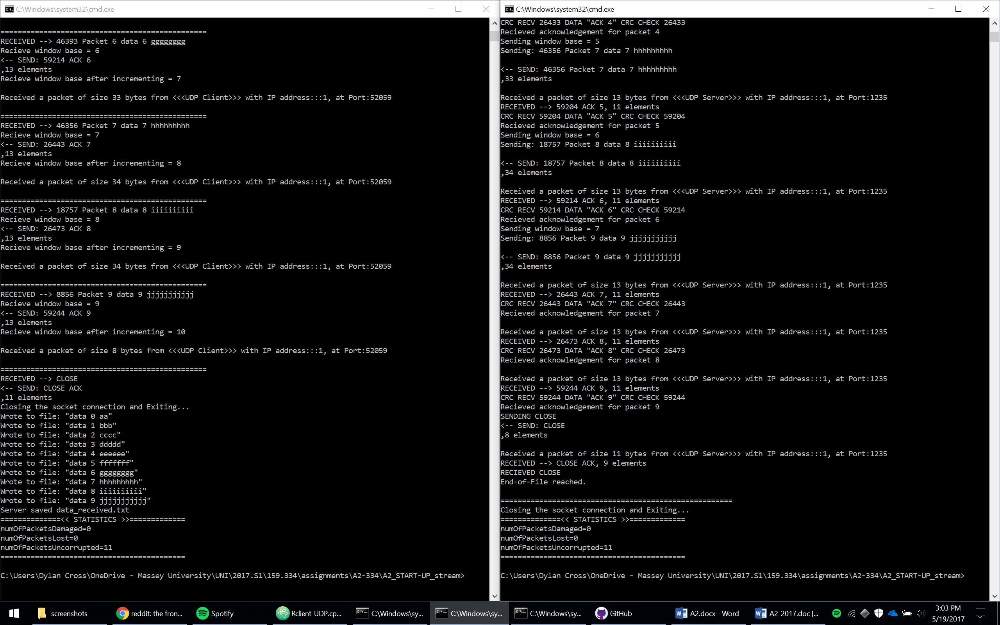 C:\Windows\system32\cmd.exe
==============================================
==
RECEIVED --> 46393 Packet 6 data 6 gggggggg
Recieve window base = 6
<-- SEND: 59214 ACK 6
,13 elements
Recieve window base after incrementing = 7
Received a packet of size 33 bytes from <<<UDP Client>>> with IP address:::1, at Port:52059
================================================
RECEIVED --> 46356 Packet 7 data 7 hhhhhhhhh
Recieve window base = 7
<-- SEND: 26443 ACK 7
,13 elements
Recieve window base after incrementing = 8
Received a packet of size 34 bytes from <<<UDP Client>>> with IP address:::1, at Port:52059
================================================
RECEIVED --> 18757 Packet 8 data 8 iiiiiiiiii
Recieve window base = 8
<-- SEND: 26473 ACK 8
,13 elements
Recieve window base after incrementing = 9
Received a packet of size 34 bytes from <<<UDP Client>>> with IP address:::1, at Port:52059
================================================
RECEIVED --> 8856 Packet 9 data 9 jjjjjjjjjjj
Recieve window base = 9
<-- SEND: 59244 ACK 9
,13 elements
Recieve window base after incrementing = 10
Received a packet of size 8 bytes from <<<UDP Client>>> with IP address:::1, at Port:52059
================================================
RECEIVED --> CLOSE
<-- SEND: CLOSE ACK
,11 elements
Closing the socket connection and Exiting...
Wrote to file: "data 0 aa"
Wrote to file: "data 1 bbb"
Wrote to file: "data 2 cccc"
Wrote to file: "data 3 ddddd"
Wrote to file: "data 4 eeeeee"
Wrote to file: "data 5 fffffff"
Wrote to file: "data 6 gggggggg"
Wrote to file: "data 7 hhhhhhhhh"
Wrote to file: "data 8 iiiiiiiiii"
Wrote to file: "data 9 jjjjjjjjjjj"
Server saved data_received.txt
==============<< STATISTICS >>=============
numOfPacketsDamaged=0
numOfPacketsLost=0
numOfPacketsUncorrupted=11
===========================================
C:\Users\Dylan Cross\OneDrive - Massey University\UNI\2017.S1\159.334\assignments\A2-334\A2_START-UP_stream>
C:\Windows\system32\cmd.exe
CRC RECV 26433 DATA "ACK 4" CRC CHECK 26433
Recieved acknowledgement for packet 4
Sending window base = 5
Sending: 46356 Packet 7 data 7 hhhhhhhhh
<-- SEND: 46356 Packet 7 data 7 hhhhhhhhh
,33 elements
Received a packet of size 13 bytes from <<<UDP Server>>> with IP address:::1, at Port:1235
RECEIVED --> 59204 ACK 5, 11 elements
CRC RECV 59204 DATA "ACK 5" CRC CHECK 59204
Recieved acknowledgement for packet 5
Sending window base = 6
Sending: 18757 Packet 8 data 8 iiiiiiiiii
<-- SEND: 18757 Packet 8 data 8 iiiiiiiiii
,34 elements
Received a packet of size 13 bytes from <<<UDP Server>>> with IP address:::1, at Port:1235
RECEIVED --> 59214 ACK 6, 11 elements
CRC RECV 59214 DATA "ACK 6" CRC CHECK 59214
Recieved acknowledgement for packet 6
Sending window base = 7
Sending: 8856 Packet 9 data 9 jjjjjjjjjjj
<-- SEND: 8856 Packet 9 data 9 jjjjjjjjjjj
,34 elements
Received a packet of size 13 bytes from <<<UDP Server>>> with IP address:::1, at Port:1235
RECEIVED --> 26443 ACK 7, 11 elements
CRC RECV 26443 DATA "ACK 7" CRC CHECK 26443
Recieved acknowledgement for packet 7
Received a packet of size 13 bytes from <<<UDP Server>>> with IP address:::1, at Port:1235
RECEIVED --> 26473 ACK 8, 11 elements
CRC RECV 26473 DATA "ACK 8" CRC CHECK 26473
Recieved acknowledgement for packet 8
Received a packet of size 13 bytes from <<<UDP Server>>> with IP address:::1, at Port:1235
RECEIVED --> 59244 ACK 9, 11 elements
CRC RECV 59244 DATA "ACK 9" CRC CHECK 59244
Recieved acknowledgement for packet 9
SENDING CLOSE
<-- SEND: CLOSE
,8 elements
Received a packet of size 11 bytes from <<<UDP Server>>> with IP address:::1, at Port:1235
RECEIVED --> CLOSE ACK, 9 elements
RECIEVED CLOSE
End-of-File reached.
======================================================
Closing the socket connection and Exiting...
==============<< STATISTICS >>=============
numOfPacketsDamaged=0
numOfPacketsLost=0
numOfPacketsUncorrupted=11
===========================================
C:\Users\Dylan Cross\OneDrive - Massey University\UNI\2017.S1\159.334\assignments\A2-334\A2_START-UP_stream>
screenshots
reddit: the fron...
Spotify
Rclient_UDP.cp...
C:\Windows\sy...
C:\Windows\sy...
C:\Windows\sy...
GitHub
A2.docx - Word
A2_2017.doc [...
3:03 PM
5/19/2017